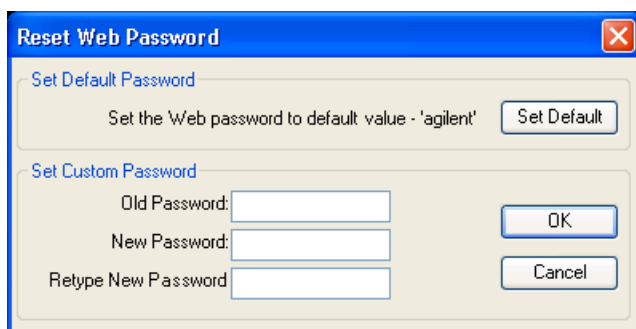 Reset Web Password
Set Default Password
Set the Web password to default value - 'agilent'
Set Default
Set Custom Password
Old Password:
New Password:
Retype New Password
OK
Cancel